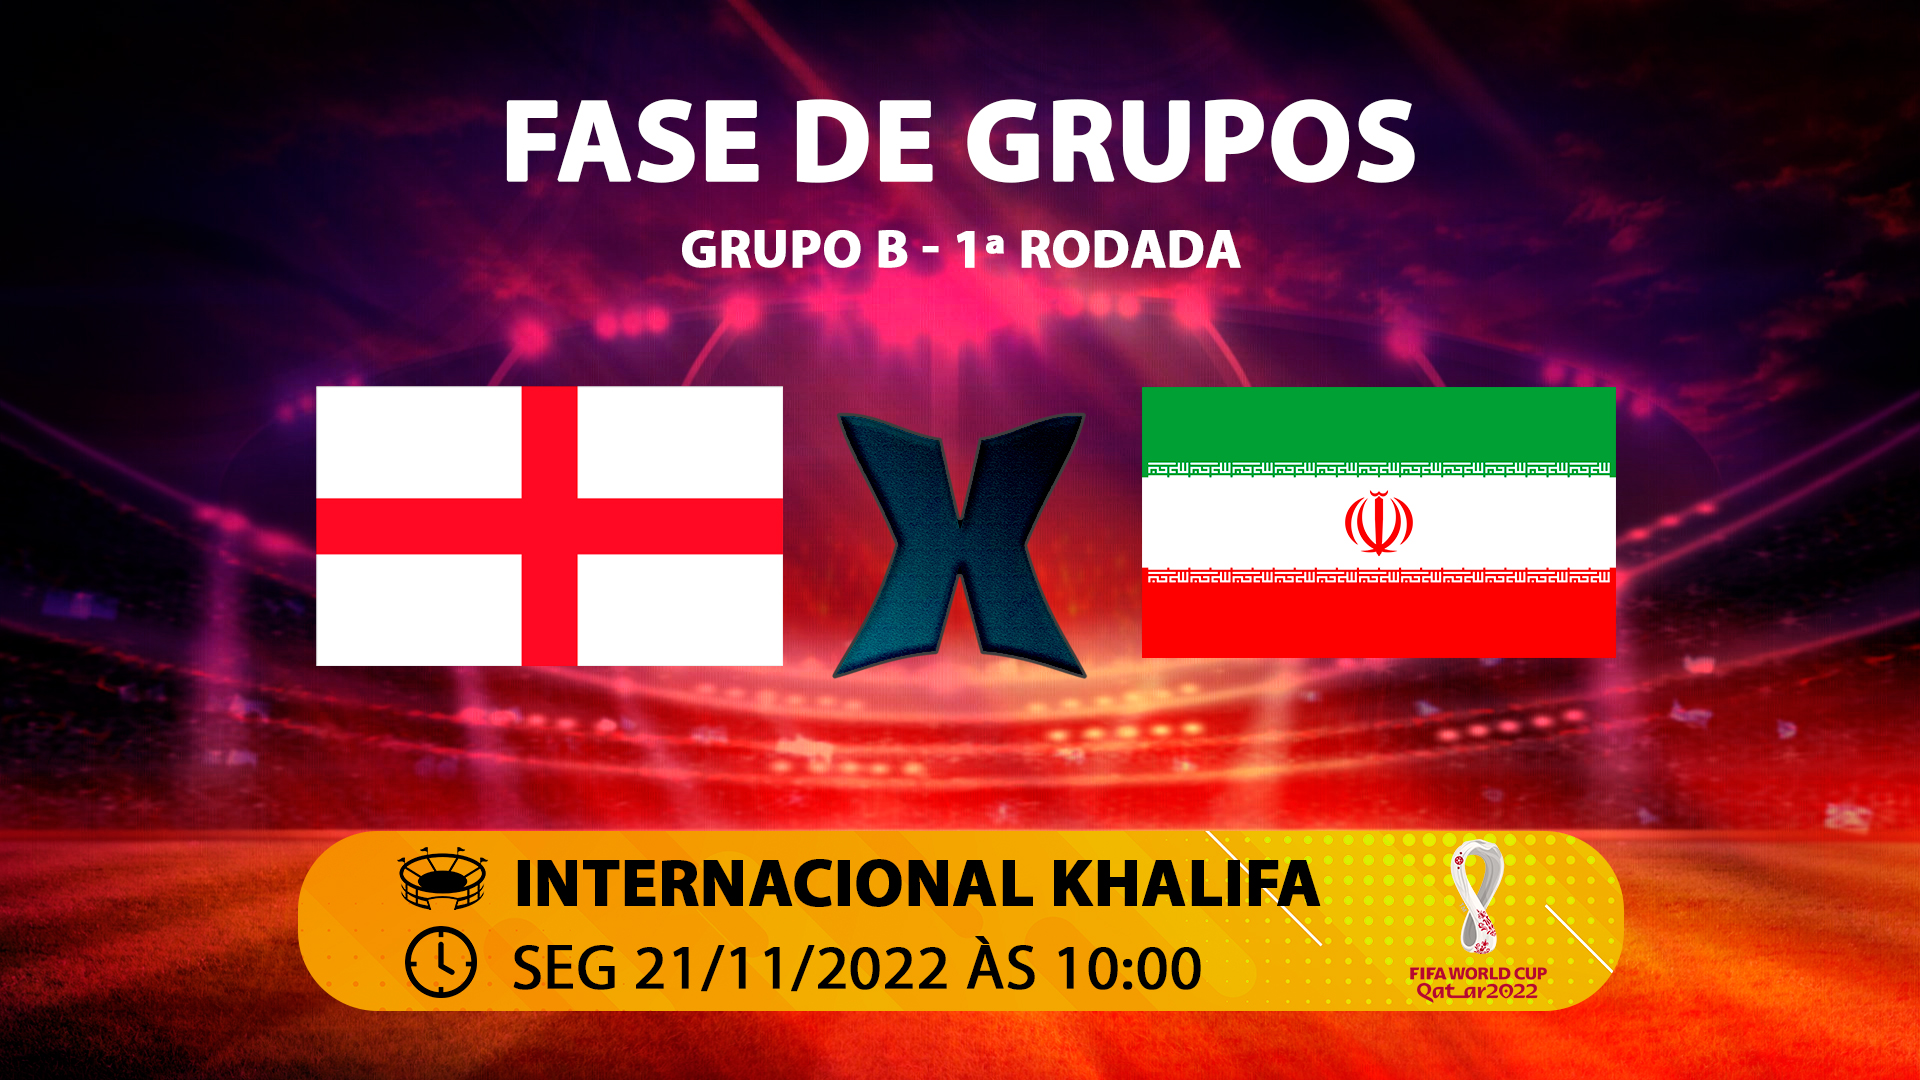 FASE DE GRUPOS
GRUPO B - 1ª RODADA
X
INTERNACIONAL KHALIFA
SEG 21/11/2022 ÀS 10:00
FIFA WORLD CUP
Qatar2022